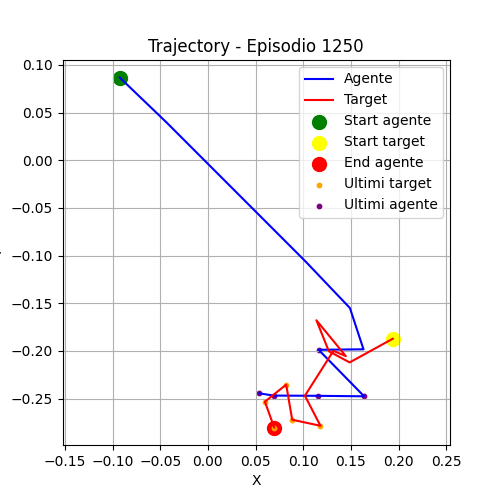 Trajectory - Episodio 1250
Agente
Target
Start agente
Start target
End agente
Ultimi target
Ultimi agente
0.10
0.05
0.00
−0.05
−0.10
−0.15
−0.20
−0.25
−0.15
−0.10
−0.05
0.00
0.05
0.10
0.15
0.20
0.25
X